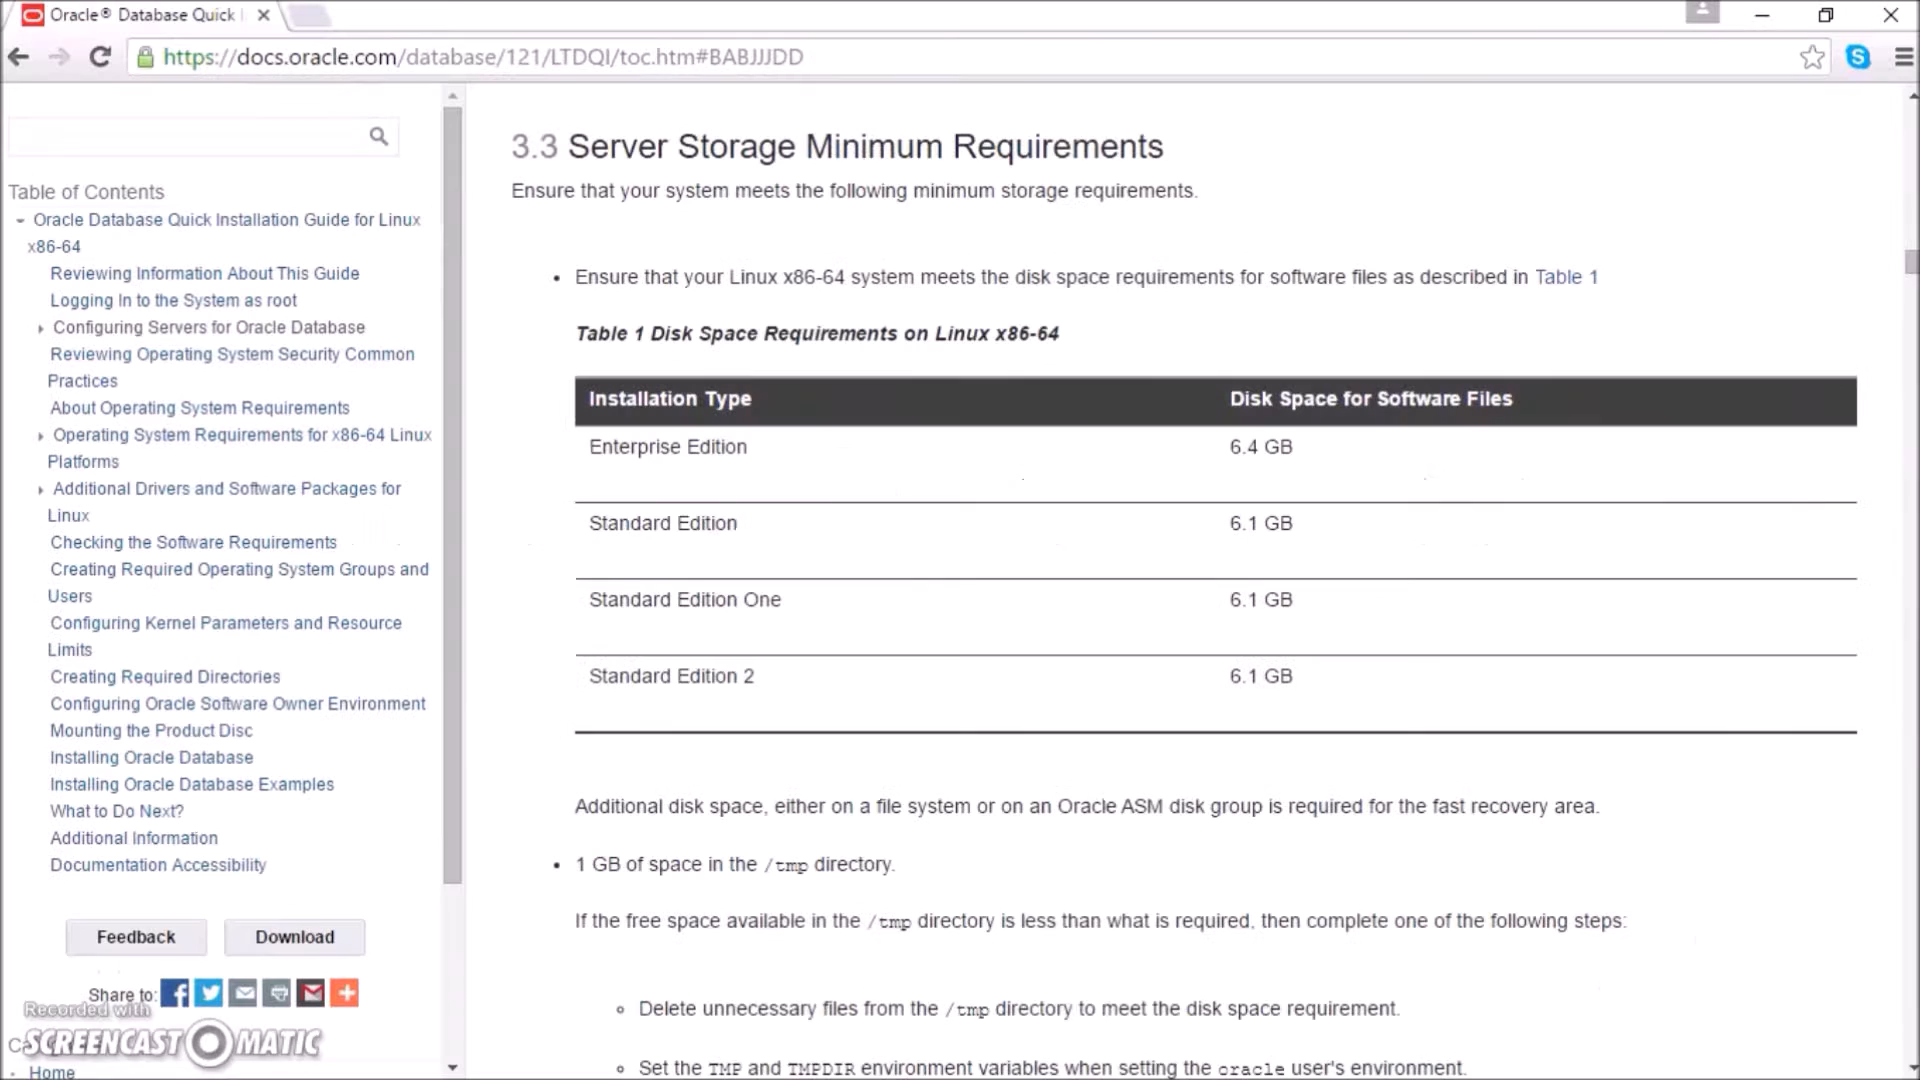 Oracle® Database Quick
https://docs.oracle.com/database/121/LTDQI/toc.htm#BABJJJDD
Table of Contents
Oracle Database Quick Installation Guide for Linux
x86-64
Reviewing Information About This Guide
Logging In to the System as root
Configuring Servers for Oracle Database
Reviewing Operating System Security Common
Practices
About Operating System Requirements
Operating System Requirements for x86-64 Linux
Platforms
Additional Drivers and Software Packages for
Linux
Checking the Software Requirements
Creating Required Operating System Groups and
Users
Configuring Kernel Parameters and Resource
Limits
Creating Required Directories
Configuring Oracle Software Owner Environment
Mounting the Product Disc
Installing Oracle Database
Installing Oracle Database Examples
What to Do Next?
Additional Information
Documentation Accessibility
Feedback Download
Share to:
Recorded with
SCREENCAST MATIC
Home
3.3 Server Storage Minimum Requirements
Ensure that your system meets the following minimum storage requirements.
• Ensure that your Linux x86-64 system meets the disk space requirements for software files as described in Table 1
Table 1 Disk Space Requirements on Linux x86-64
Installation Type Disk Space for Software Files
Enterprise Edition 6.4 GB
Standard Edition 6.1 GB
Standard Edition One 6.1 GB
Standard Edition 2 6.1 GB
Additional disk space, either on a file system or on an Oracle ASM disk group is required for the fast recovery area.
• 1 GB of space in the /tmp directory.
If the free space available in the /tmp directory is less than what is required, then complete one of the following steps:
Delete unnecessary files from the /tmp directory to meet the disk space requirement.
Set the TMP and TMPDIR environment variables when setting the oracle user's environment.